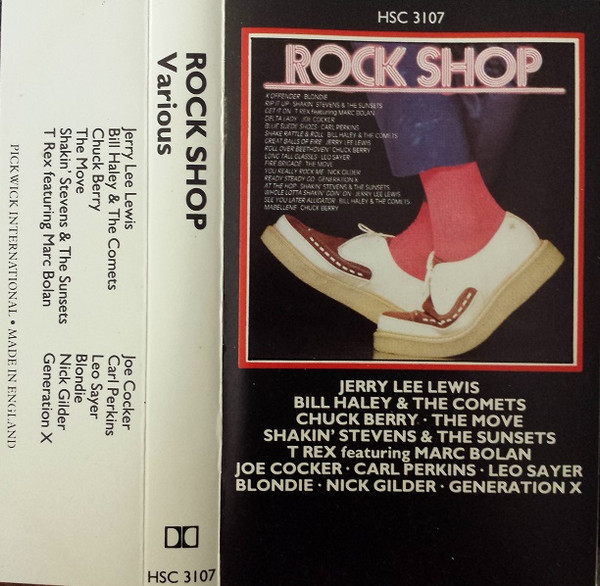 HSC 3107
ROCK SHOP
X OFFENDER · BLONDIE
RIP IT UP · SHAKIN' STEVENS & THE SUNSETS
GET IT ON · T REX featuring MARC BOLAN
DELTA LADY · JOE COCKER
BLUE SUEDE SHOES · CARL PERKINS
SHAKE RATTLE & ROLL · BILL HALEY & THE COMETS
GREAT BALLS OF FIRE · JERRY LEE LEWIS
ROLL OVER BEETHOVEN · CHUCK BERRY
LONG TALL GLASSES · LEO SAYER
FIRE BRIGADE · THE MOVE
YOU REALLY ROCK ME · NICK GILDER
READY STEADY GO · GENERATION X
AT THE HOP · SHAKIN' STEVENS & THE SUNSETS
WHOLE LOTTA SHAKIN' GOIN' ON · JERRY LEE LEWIS
SEE YOU LATER ALLIGATOR · BILL HALEY & THE COMETS
MABELLENE · CHUCK BERRY
JERRY LEE LEWIS
BILL HALEY & THE COMETS
CHUCK BERRY · THE MOVE
SHAKIN' STEVENS & THE SUNSETS
T REX featuring MARC BOLAN
JOE COCKER · CARL PERKINS · LEO SAYER
BLONDIE · NICK GILDER · GENERATION X
ROCK SHOP
Various
HSC 3107
Jerry Lee Lewis
Bill Haley & The Comets
Chuck Berry
The Move
Shakin' Stevens & The Sunsets
T Rex featuring Marc Bolan
Joe Cocker
Carl Perkins
Leo Sayer
Blondie
Nick Gilder
Generation X
PICKWICK INTERNATIONAL • MADE IN ENGLAND